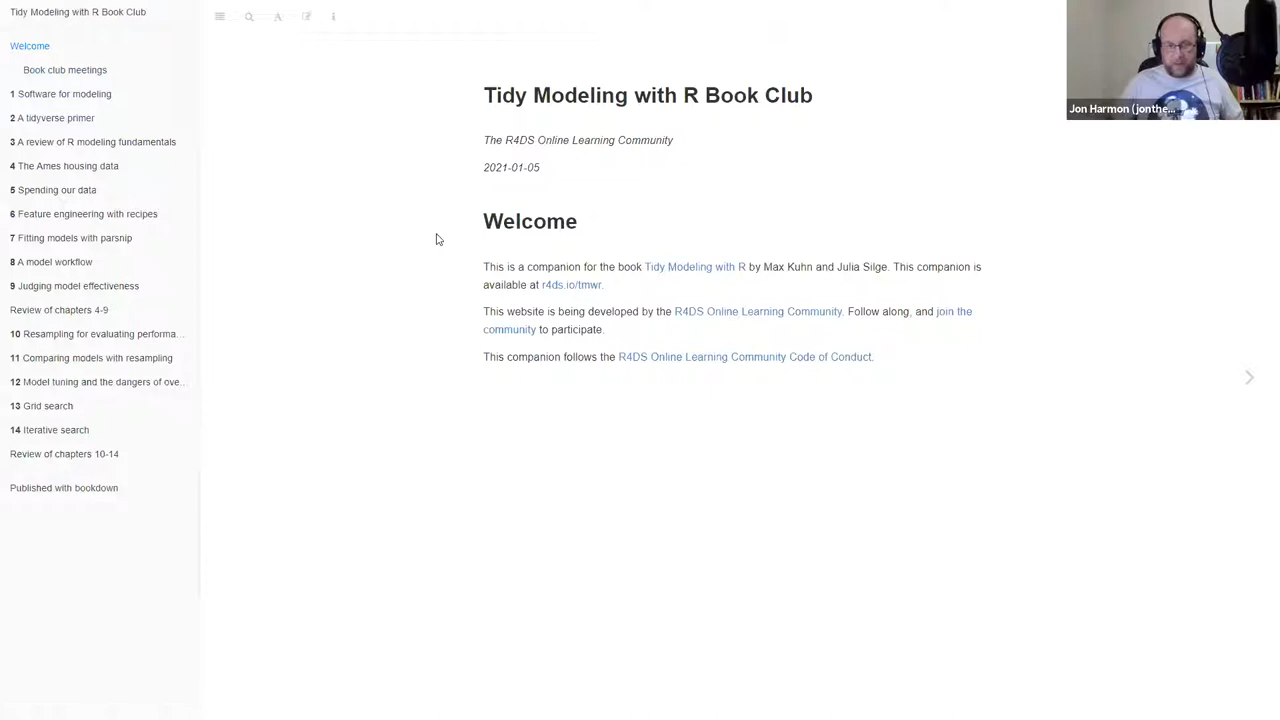 Tidy Modeling with R Book Club
Welcome
Book club meetings
1 Software for modeling
2 A tidyverse primer
3 A review of R modeling fundamentals
4 The Ames housing data
5 Spending our data
6 Feature engineering with recipes
7 Fitting models with parsnip
8 A model workflow
9 Judging model effectiveness
Review of chapters 4-9
10 Resampling for evaluating performa...
11 Comparing models with resampling
12 Model tuning and the dangers of ove...
13 Grid search
14 Iterative search
Review of chapters 10-14
Published with bookdown
Tidy Modeling with R Book Club
The R4DS Online Learning Community
2021-01-05
Welcome
This is a companion for the book Tidy Modeling with R by Max Kuhn and Julia Silge. This companion is
available at r4ds.io/tmwr.
This website is being developed by the R4DS Online Learning Community. Follow along, and join the
community to participate.
This companion follows the R4DS Online Learning Community Code of Conduct.
Jon Harmon (jonthe...